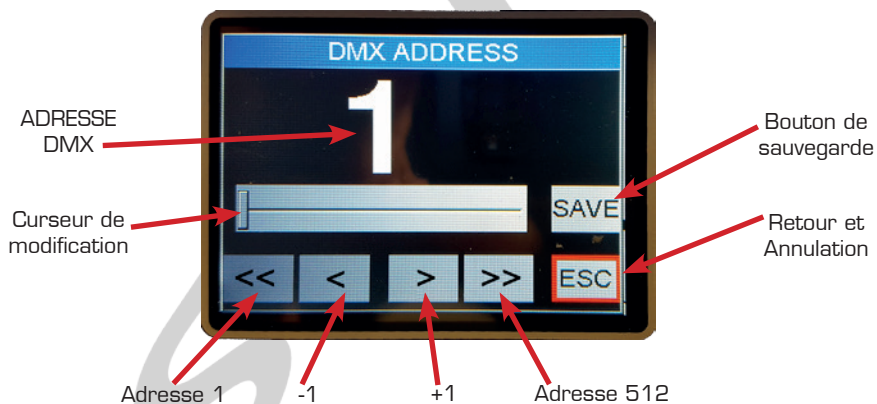 DMX ADDRESS
1
ADRESSE
DMX
Bouton de
sauvegarde
SAVE
Curseur de
modification
Retour et
Annulation
<<
<
>
>>
ESC
Adresse 1
-1
+1
Adresse 512